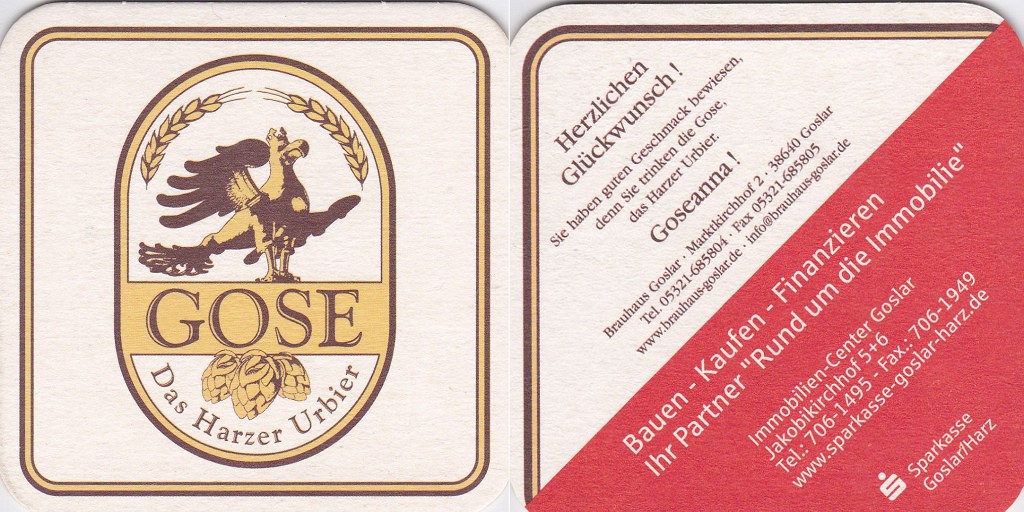 GOSE
Das Harzer Urbier
Herzlichen
Glückwunsch !
Sie haben guten Geschmack bewiesen,
denn Sie trinken die Gose,
das Harzer Urbier.
Goseanna !
Brauhaus Goslar · Marktkirchhof 2 · 38640 Goslar
Tel. 05321-685804 · Fax 05321-685805
www.brauhaus-goslar.de · info@brauhaus-goslar.de
Bauen - Kaufen - Finanzieren
Ihr Partner "Rund um die Immobilie"
Immobilien-Center Goslar
Jakobikirchhof 5+6
Tel.: 706-1495 - Fax.: 706-1949
www.sparkasse-goslar-harz.de
Sparkasse
Goslar/Harz